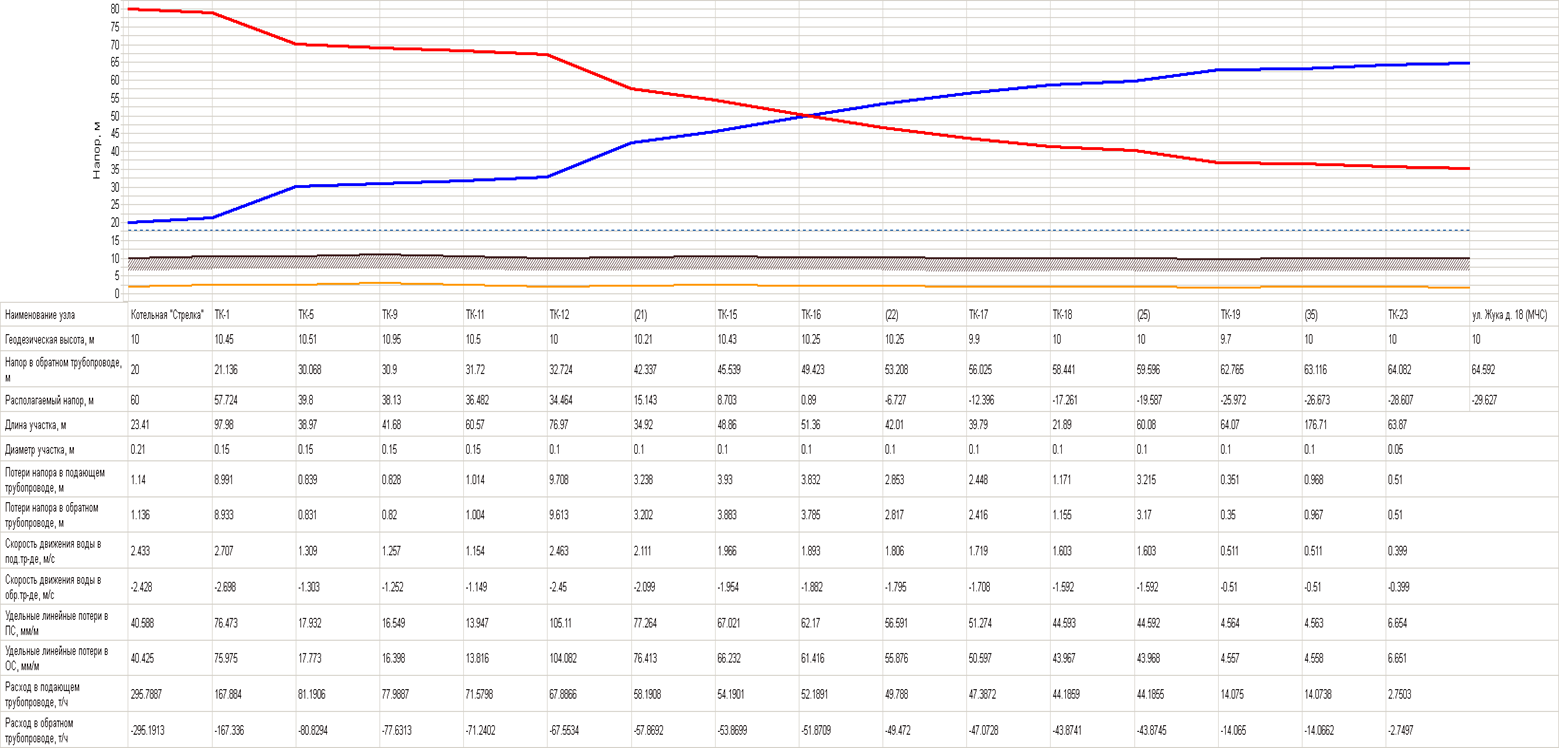 80
75
70
65
60
55
50
45
40
35
30
25
20
15
10
5
0
Напор, м
Наименование узла Котельная "Стрелка" ТК-1 ТК-5 ТК-9 ТК-11 ТК-12 (21) ТК-15 ТК-16 (22) ТК-17 ТК-18 (25) ТК-19 (35) ТК-23 ул. Жука д. 18 (МЧС)
Геодезическая высота, м 10 10.45 10.51 10.95 10.5 10 10.21 10.43 10.25 10.25 9.9 10 10 9.7 10 10 10
Напор в обратном трубопроводе,
м
20 21.136 30.068 30.9 31.72 32.724 42.337 45.539 49.423 53.208 56.025 58.441 59.596 62.765 63.116 64.082 64.592
Располагаемый напор, м 60 57.724 39.8 38.13 36.482 34.464 15.143 8.703 0.89 -6.727 -12.396 -17.261 -19.587 -25.972 -26.673 -28.607 -29.627
Длина участка, м 23.41 97.98 38.97 41.68 60.57 76.97 34.92 48.86 51.36 42.01 39.79 21.89 60.08 64.07 176.71 63.87
Диаметр участка, м 0.21 0.15 0.15 0.15 0.15 0.1 0.1 0.1 0.1 0.1 0.1 0.1 0.1 0.1 0.1 0.05
Потери напора в подающем
трубопроводе, м
1.14 8.991 0.839 0.828 1.014 9.708 3.238 3.93 3.832 2.853 2.448 1.171 3.215 0.351 0.968 0.51
Потери напора в обратном
трубопроводе, м
1.136 8.933 0.831 0.82 1.004 9.613 3.202 3.883 3.785 2.817 2.416 1.155 3.17 0.35 0.967 0.51
Скорость движения воды в
под.тр-де, м/с
2.433 2.707 1.309 1.257 1.154 2.463 2.111 1.966 1.893 1.806 1.719 1.603 1.603 0.511 0.511 0.399
Скорость движения воды в
обр.тр-де, м/с
-2.428 -2.698 -1.303 -1.252 -1.149 -2.45 -2.099 -1.954 -1.882 -1.795 -1.708 -1.592 -1.592 -0.51 -0.51 -0.399
Удельные линейные потери в
ПС, мм/м
40.588 76.473 17.932 16.549 13.947 105.11 77.264 67.021 62.17 56.591 51.274 44.593 44.592 4.564 4.563 6.654
Удельные линейные потери в
ОС, мм/м
40.425 75.975 17.773 16.398 13.816 104.082 76.413 66.232 61.416 55.876 50.597 43.967 43.968 4.557 4.558 6.651
Расход в подающем
трубопроводе, т/ч
295.7887 167.884 81.1906 77.9887 71.5798 67.8866 58.1908 54.1901 52.1891 49.788 47.3872 44.1859 44.1855 14.075 14.0738 2.7503
Расход в обратном
трубопроводе, т/ч
-295.1913 -167.336 -80.8294 -77.6313 -71.2402 -67.5534 -57.8692 -53.8699 -51.8709 -49.472 -47.0728 -43.8741 -43.8745 -14.065 -14.0662 -2.7497